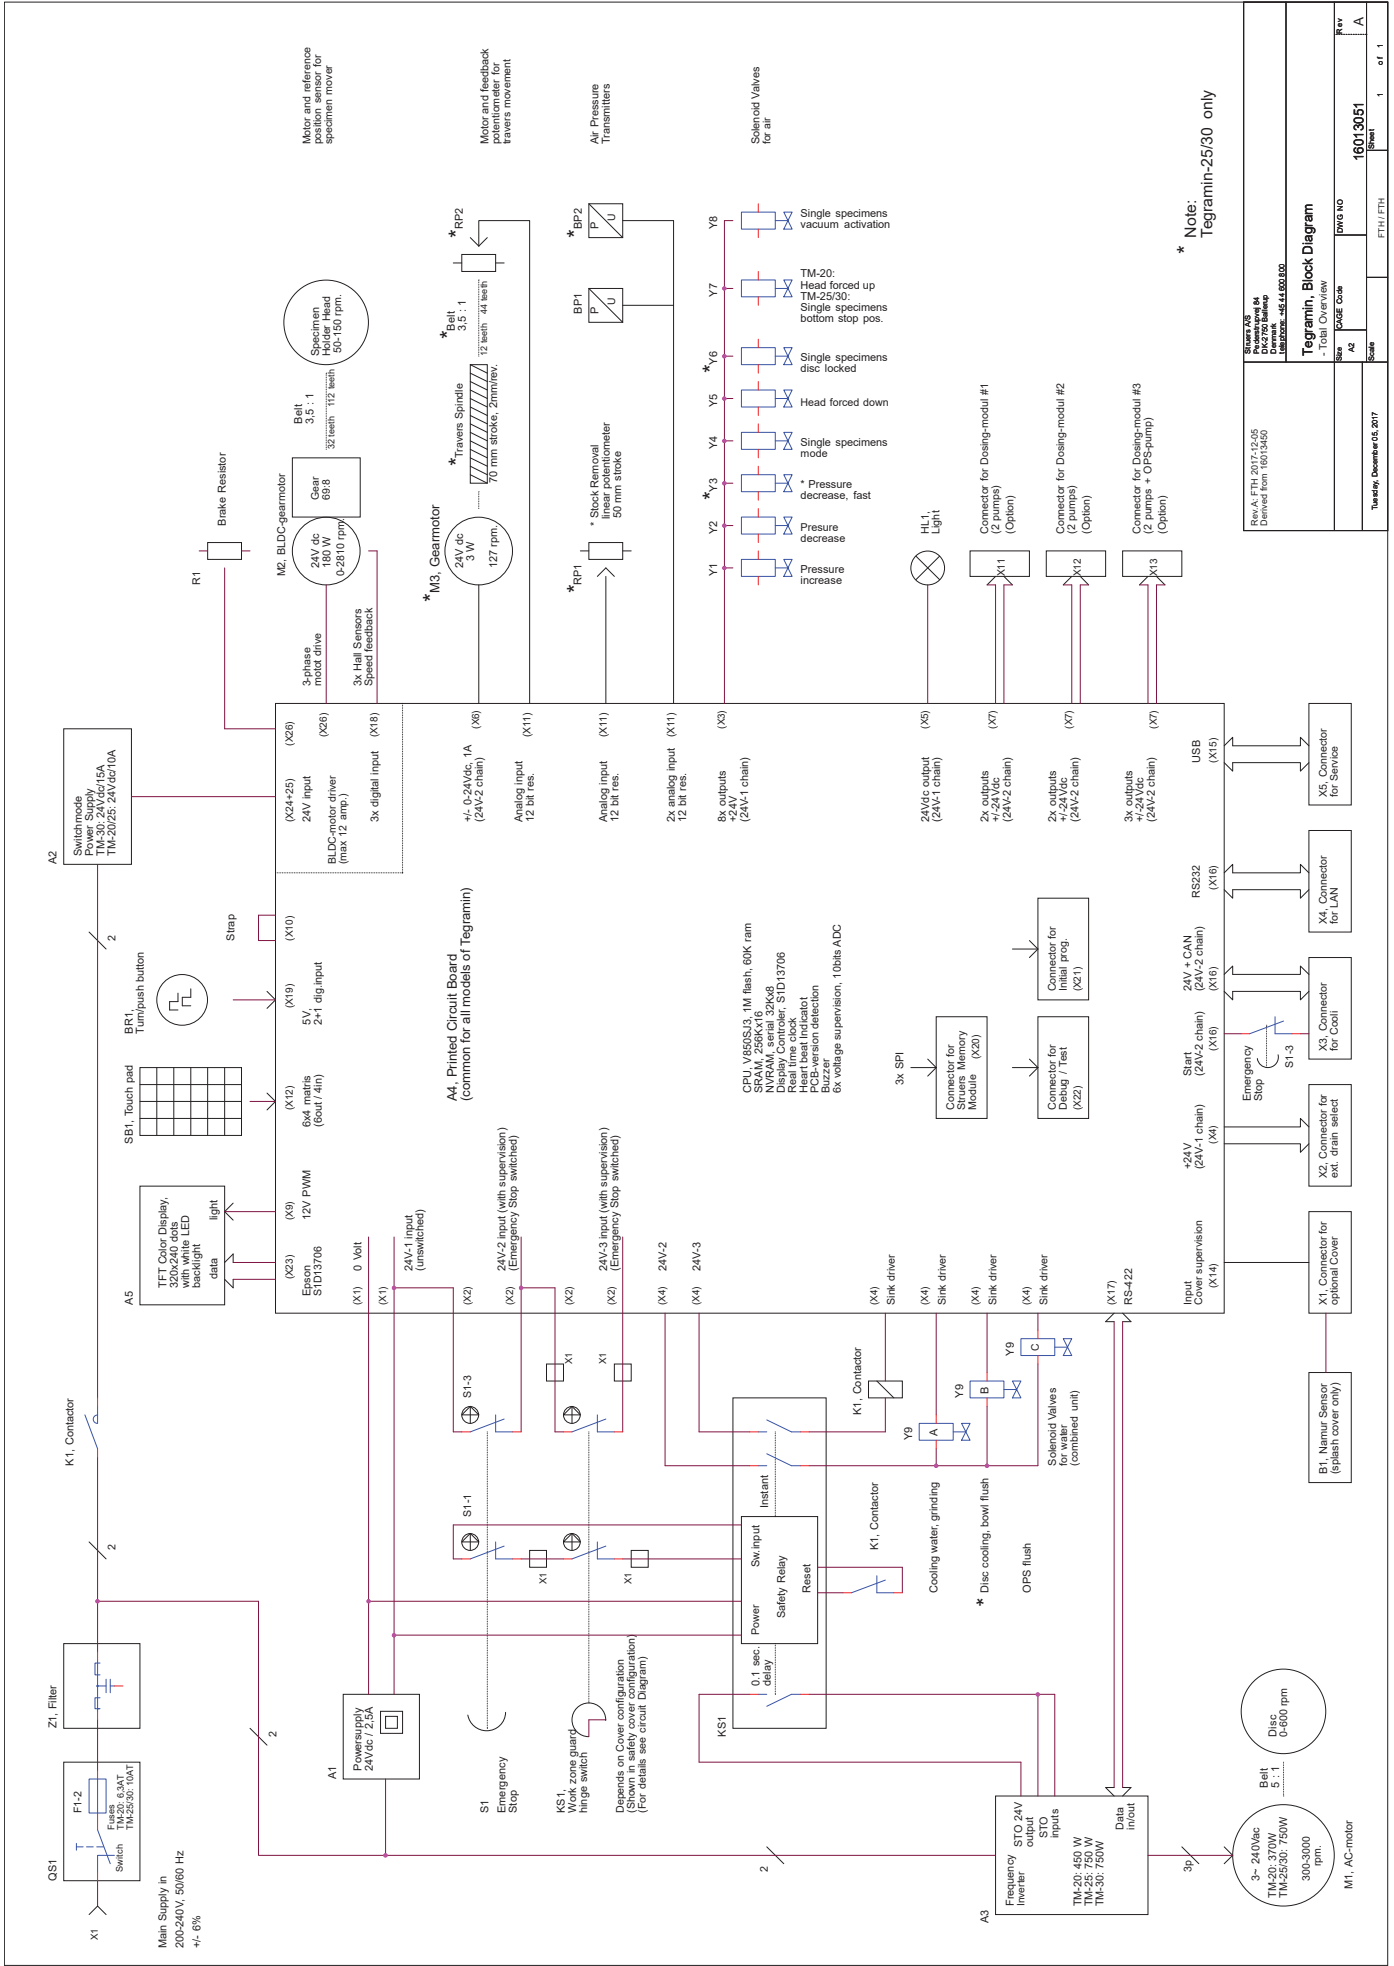 X1
Main Supply in
200-240V, 50/60 Hz
+/- 6%
QS1
F1-2
Fuses
TM-20: 6,3AT
TM-25/30: 10AT
Switch
Z1, Filter
2
2
K1, Contactor
2
A2
Switchmode
Power Supply
TM-30: 24Vdc/15A
TM-20/25: 24Vdc/10A
A5
TFT Color Display,
320x240 dots
with white LED
backlight
data
light
SB1, Touch pad
BR1,
Turn/push button
Strap
R1
Brake Resistor
M2, BLDC-gearmotor
24V dc
180 W
0-2810 rpm.
Gear
69:8
Belt
3,5 : 1
32 teeth
112 teeth
Specimen
Holder Head
50-150 rpm.
Motor and reference
position sensor for
specimen mover
3-phase
motot drive
3x Hall Sensors
Speed feedback
*M3, Gearmotor
24V dc
3 W
127 rpm.
*Travers Spindle
70 mm stroke, 2mm/rev.
*Belt
3,5 : 1
12 teeth
44 teeth
*RP2
Motor and feedback
potentiometer for
travers movement
*RP1
* Stock Removal
linear potentiometer
50 mm stroke
BP1
P
U
*BP2
P
U
Air Pressure
Transmitters
Y1
Pressure
increase
Y2
Presure
decrease
*Y3
* Pressure
decrease, fast
Y4
Single specimens
mode
Y5
Head forced down
*Y6
Single specimens
disc locked
Y7
TM-20:
Head forced up
TM-25/30:
Single specimens
bottom stop pos.
Y8
Single specimens
vacuum activation
Solenoid Valves
for air
HL1,
Light
X11
Connector for Dosing-modul #1
(2 pumps)
(Option)
X12
Connector for Dosing-modul #2
(2 pumps)
(Option)
X13
Connector for Dosing-modul #3
(2 pumps + OPS-pump)
(Option)
* Note:
Tegramin-25/30 only
(X23)
Epson
S1D13706
(X9)
12V PWM
(X12)
6x4 matris
(6out / 4in)
(X19)
5V,
2+1 dig.input
(X10)
(X24+25)
24V input
(X26)
BLDC-motor driver
(max 12 amp.)
(X26)
3x digital input
(X18)
+/- 0-24Vdc, 1A
(24V-2 chain)
(X6)
Analog input
12 bit res.
(X11)
Analog input
12 bit res.
(X11)
2x analog input
12 bit res.
(X11)
8x outputs
+24V
(24V-1 chain)
(X3)
24Vdc output
(24V-1 chain)
(X5)
2x outputs
+/-24Vdc
(24V-2 chain)
(X7)
2x outputs
+/-24Vdc
(24V-2 chain)
(X7)
3x outputs
+/-24Vdc
(24V-2 chain)
(X7)
A4, Printed Circuit Board
(common for all models of Tegramin)
CPU, V850SJ3, 1M flash, 60K ram
SRAM, 256Kx16
NVRAM, serial 32Kx8
Display Controler, S1D13706
Real time clock
Heart beat Indicator
PCB-version detection
Buzzer
6x voltage supervision, 10bits ADC
3x SPI
Connector for
Struers Memory
Module
(X20)
Connector for
Debug / Test
(X22)
Connector for
Initial prog.
(X21)
(X1)
0 Volt
(X1)
24V-1 input
(unswitched)
(X2)
24V-2 input (with supervision)
(Emergency Stop switched)
(X2)
(X2)
24V-3 input (with supervision)
(Emergency Stop switched)
(X2)
(X4)
24V-2
(X4)
24V-3
(X4)
Sink driver
(X4)
Sink driver
(X4)
Sink driver
(X4)
Sink driver
(X17)
RS-422
Input
Cover supervision
(X14)
+24V
(24V-1 chain)
(X4)
Start
(24V-2 chain)
(X16)
24V + CAN
(24V-2 chain)
(X16)
RS232
(X16)
USB
(X15)
Emergency
Stop
S1-3
B1, Namur Sensor
(splash cover only)
X1, Connector for
optional Cover
X2, Connector for
ext. drain select
X3, Connector
for Cooli
X4, Connector
for LAN
X5, Connector
for Service
A1
Powersupply
24Vdc / 2,5A
S1
Emergency
Stop
S1-1
S1-3
X1
X1
X1
X1
KS1,
Work zone guard
hinge switch
Depends on Cover configuration
(Shown in safety cover configuration)
(For details see circuit Diagram)
KS1
0.1 sec.
delay
Power
Sw.input
Safety Relay
Reset
Instant
K1, Contactor
K1, Contactor
Y9
A
Cooling water, grinding
Y9
B
* Disc cooling, bowl flush
Y9
C
OPS flush
Solenoid Valves
for water
(combined unit)
2
A3
Frequency
Inverter
STO 24V
output
STO
inputs
TM-20: 450 W
TM-25: 750 W
TM-30: 750W
Data
in/out
3p
3~ 240Vac
TM-20: 370W
TM-25/30: 750W
300-3000
rpm.
M1, AC-motor
Belt
5 : 1
Disc
0-600 rpm
Rev.A: FTH 2017-12-05
Derived from 16013450
Struers A/S
Pederstrupvej 84
DK-2750 Ballerup
Denmark
telephone: +45 44 600 800
Tegramin, Block Diagram
- Total Overview
Size
A2
CAGE Code
DWG NO
16013051
Rev
A
Tuesday, December 05, 2017
Scale
FTH / FTH
Sheet
1 of 1